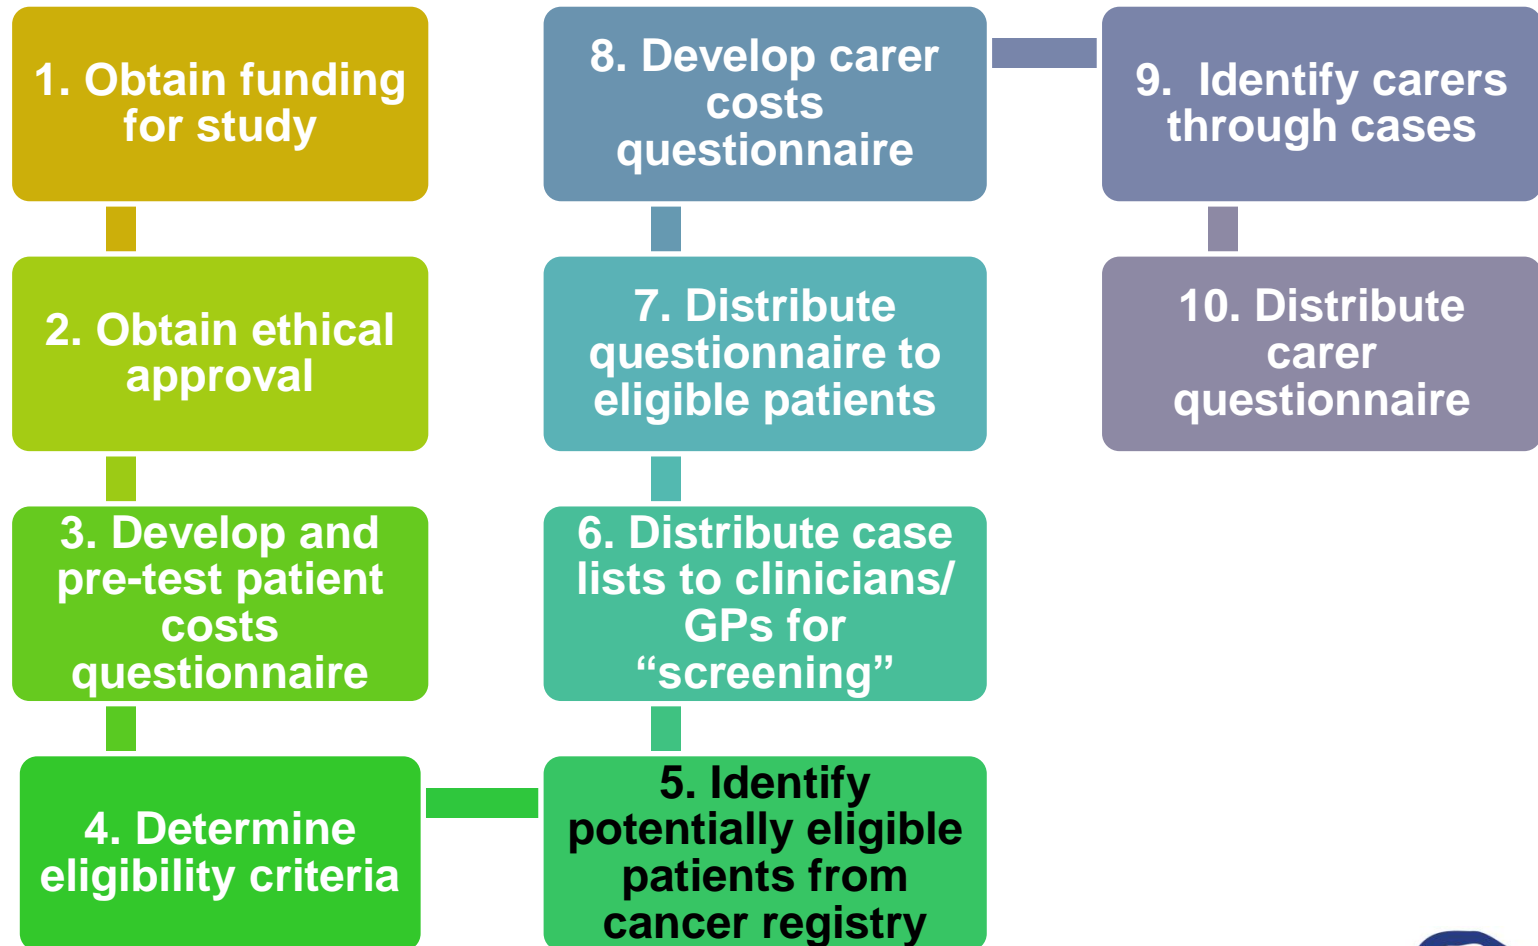 1. Obtain funding
for study
2. Obtain ethical
approval
3. Develop and
pre-test patient
costs
questionnaire
4. Determine
eligibility criteria
5. Identify
potentially eligible
patients from
cancer registry
6. Distribute case
lists to clinicians/
GPs for
“screening”
7. Distribute
questionnaire to
eligible patients
8. Develop carer
costs
questionnaire
9. Identify carers
through cases
10. Distribute
carer
questionnaire